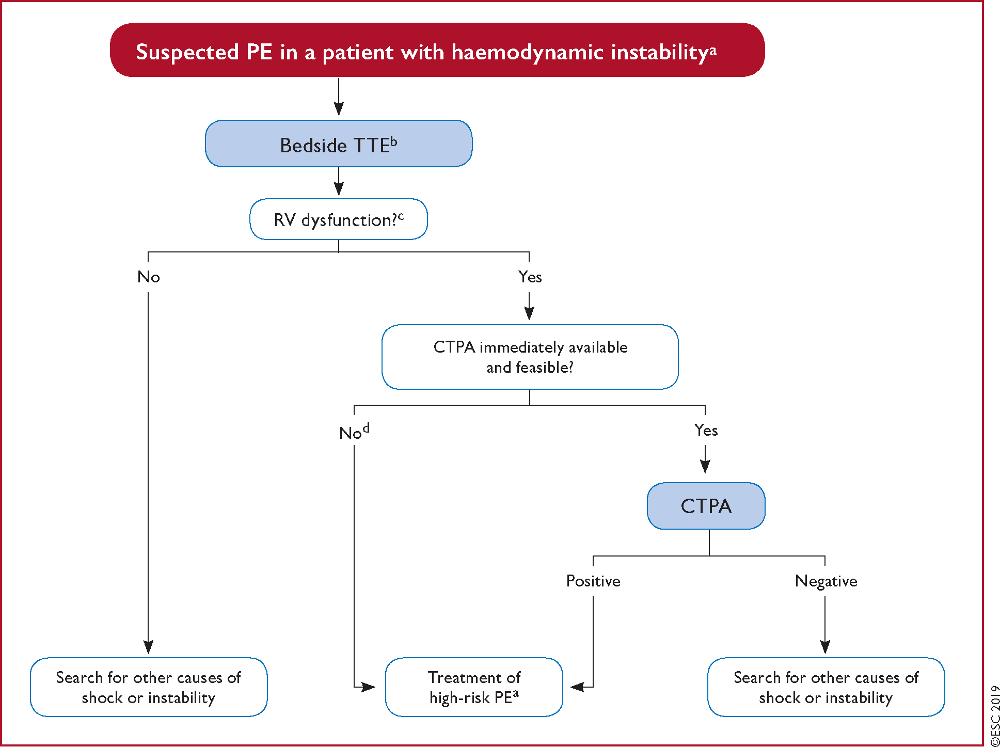 Suspected PE in a patient with haemodynamic instabilityᵃ
Bedside TTEᵇ
RV dysfunction?ᶜ
No
Yes
CTPA immediately available
and feasible?
Noᵈ
Yes
CTPA
Positive
Negative
Search for other causes of
shock or instability
Treatment of
high-risk PEᵃ
Search for other causes of
shock or instability
©ESC 2019